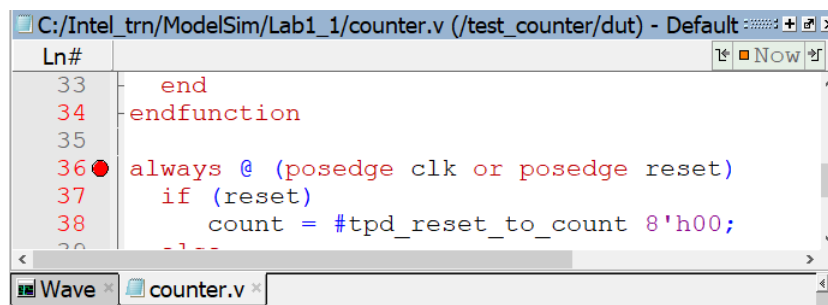 C:/Intel_trn/ModelSim/Lab1_1/counter.v (/test_counter/dut) - Default
Ln#
Now
33 end
34 endfunction
35
36 always @ (posedge clk or posedge reset)
37 if (reset)
38 count = #tpd_reset_to_count 8'h00;
Wave
counter.v